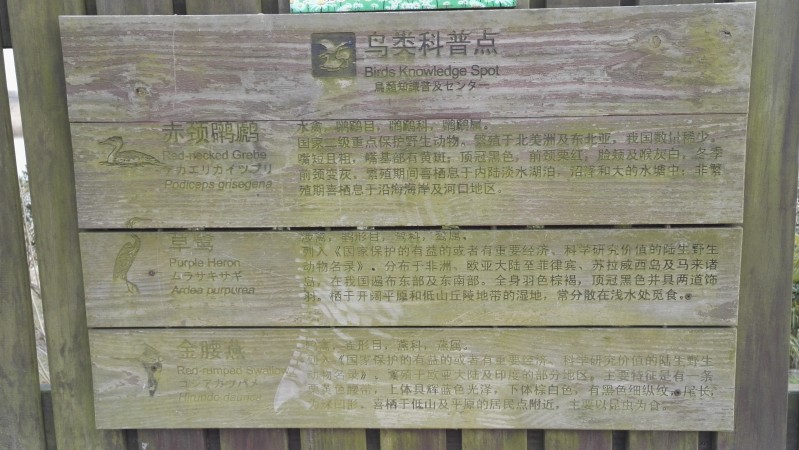 鸟类科普点
Birds Knowledge Spot
鳥類知識普及センター
赤颈䴙䴘
Red-necked Grebe
アカエリカイツブリ
Podiceps grisegena
水禽，䴙䴘目，䴙䴘科，䴙䴘属。
国家二级重点保护野生动物。繁殖于北美洲及东北亚，我国数量稀少。
嘴短且粗，嘴基部有黄斑；顶冠黑色，前颈栗红，脸颊及喉灰白，冬季
前颈变灰。繁殖期间喜栖息于内陆淡水湖泊、沼泽和大的水塘中；非繁
殖期喜栖息于沿海海岸及河口地区。
草鹭
Purple Heron
ムラサキサギ
Ardea purpurea
涉禽，鹳形目，鹭科，鹭属。
列入《国家保护的有益的或者有重要经济、科学研究价值的陆生野生
动物名录》。分布于非洲、欧亚大陆至菲律宾、苏拉威西岛及马来诸
岛，在我国遍布东部及东南部。全身羽色棕褐，顶冠黑色并具两道饰
羽。栖于开阔平原和低山丘陵地带的湿地，常分散在浅水处觅食。
金腰燕
Red-rumped Swallow
コシアカツバメ
Hirundo daurica
雀形目，燕科，燕属。
列入《国家保护的有益的或者有重要经济、科学研究价值的陆生野生
动物名录》。繁殖于欧亚大陆及印度的部分地区，主要特征是有一条
腰带，上体具辉蓝色光泽，下体棕白色，有黑色细纵纹，尾长，
喜栖于低山及平原的居民点附近，主要以昆虫为食。